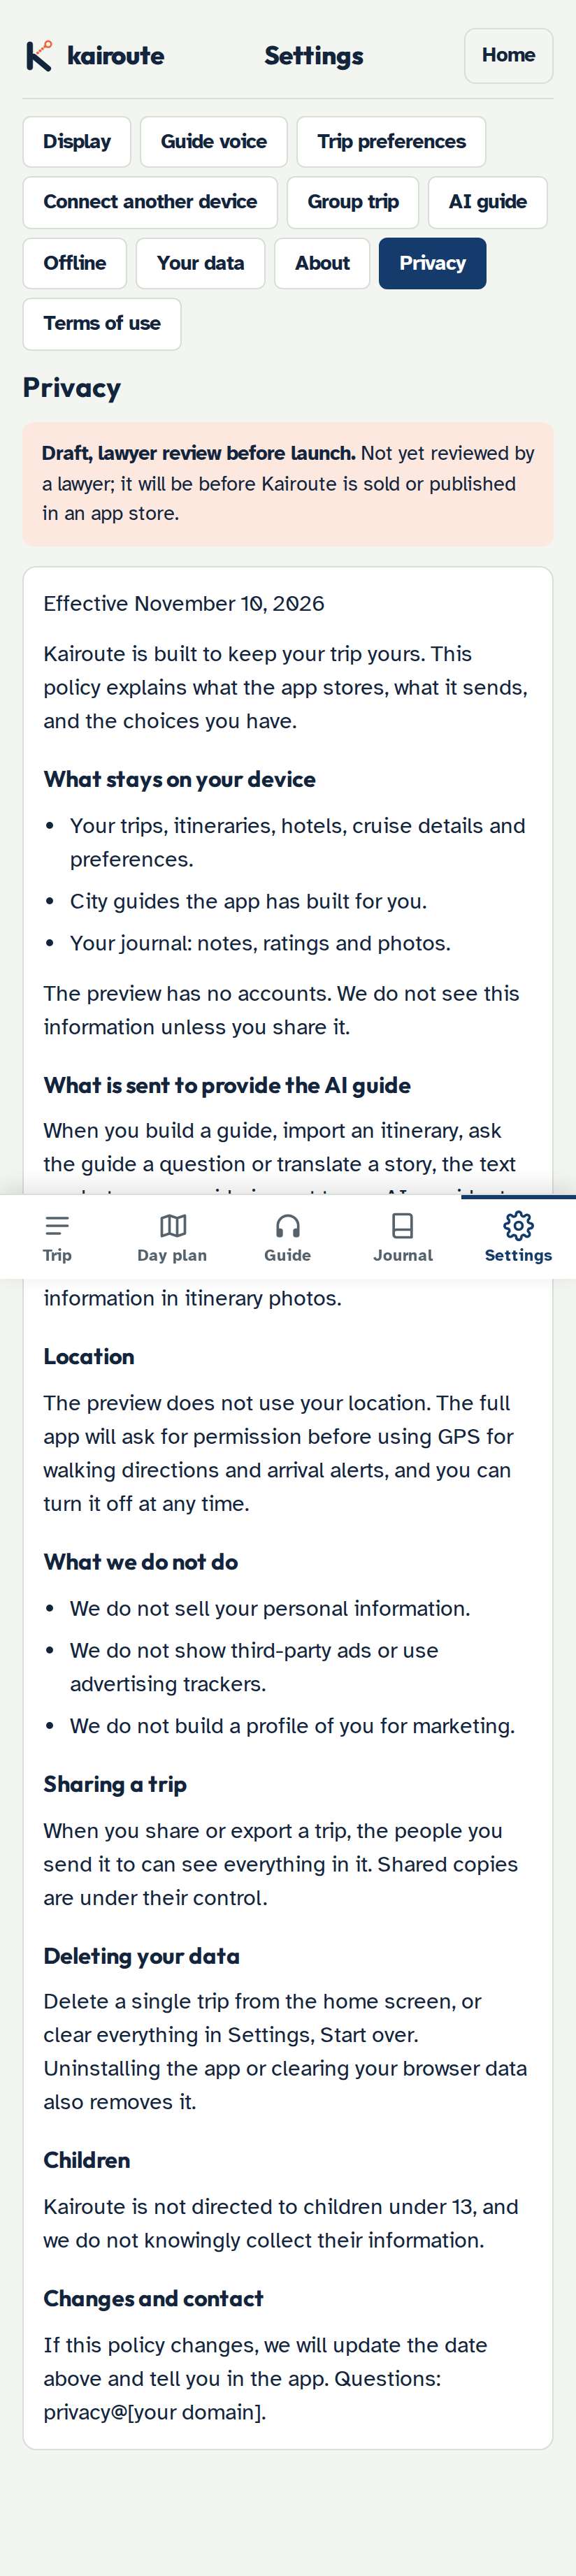 kairoute
Settings
Home
Display
Guide voice
Trip preferences
Connect another device
Group trip
AI guide
Offline
Your data
About
Privacy
Terms of use
Privacy
Draft, lawyer review before launch. Not yet reviewed by
a lawyer; it will be before Kairoute is sold or published
in an app store.
Effective November 10, 2026
Kairoute is built to keep your trip yours. This
policy explains what the app stores, what it sends,
and the choices you have.
What stays on your device
• Your trips, itineraries, hotels, cruise details and
preferences.
• City guides the app has built for you.
• Your journal: notes, ratings and photos.
The preview has no accounts. We do not see this
information unless you share it.
What is sent to provide the AI guide
When you build a guide, import an itinerary, ask
the guide a question or translate a story, the text
Trip
Day plan
Guide
Journal
Settings
information in itinerary photos.
Location
The preview does not use your location. The full
app will ask for permission before using GPS for
walking directions and arrival alerts, and you can
turn it off at any time.
What we do not do
• We do not sell your personal information.
• We do not show third-party ads or use
advertising trackers.
• We do not build a profile of you for marketing.
Sharing a trip
When you share or export a trip, the people you
send it to can see everything in it. Shared copies
are under their control.
Deleting your data
Delete a single trip from the home screen, or
clear everything in Settings, Start over.
Uninstalling the app or clearing your browser data
also removes it.
Children
Kairoute is not directed to children under 13, and
we do not knowingly collect their information.
Changes and contact
If this policy changes, we will update the date
above and tell you in the app. Questions:
privacy@[your domain].